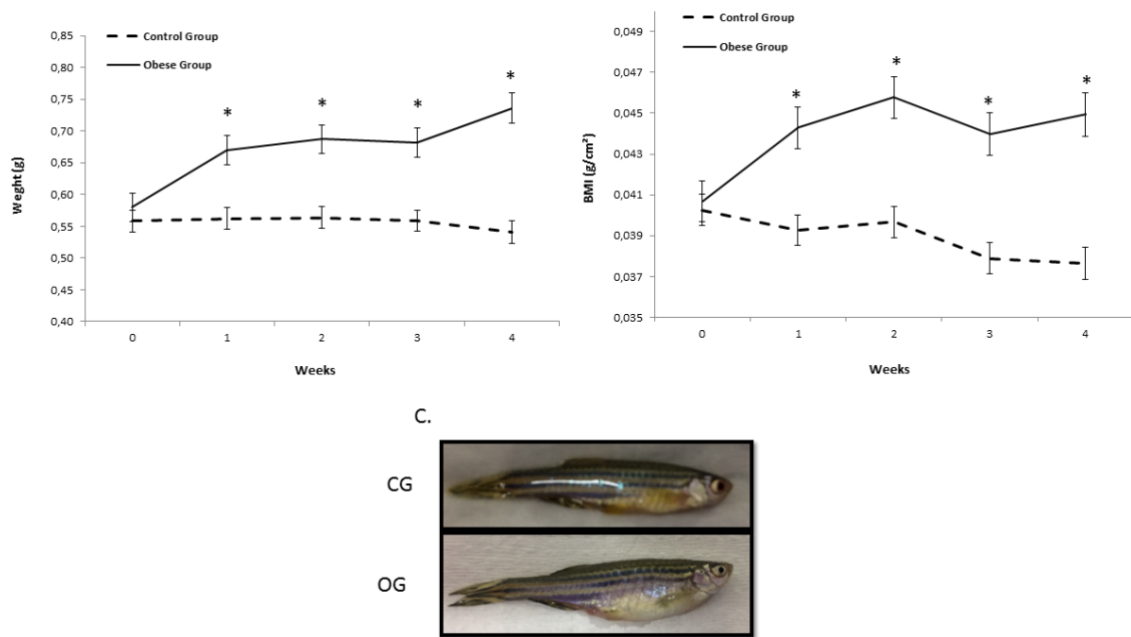 0,85
0,80
0,75
0,70
0,65
0,60
0,55
0,50
0,45
0,40
Weght (g)
Control Group
Obese Group
*
*
*
*
0 1 2 3 4
Weeks
0,049
0,047
0,045
0,043
0,041
0,039
0,037
0,035
BMI (g/cm²)
Control Group
Obese Group
*
*
*
*
0 1 2 3 4
Weeks
C.
CG
OG